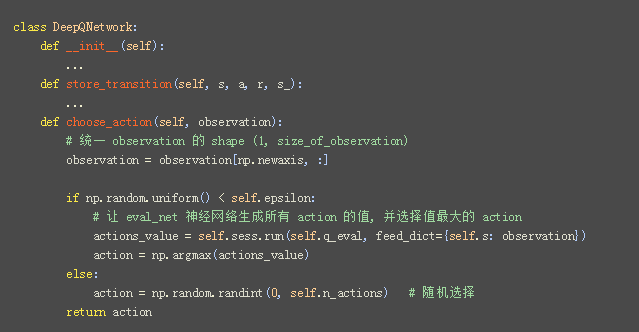 class DeepQNetwork:
    def __init__(self):
        ...
    def store_transition(self, s, a, r, s_):
        ...
    def choose_action(self, observation):
        # 统一 observation 的 shape (1, size_of_observation)
        observation = observation[np.newaxis, :]

        if np.random.uniform() < self.epsilon:
            # 让 eval_net 神经网络生成所有 action 的值, 并选择值最大的 action
            actions_value = self.sess.run(self.q_eval, feed_dict={self.s: observation})
            action = np.argmax(actions_value)
        else:
            action = np.random.randint(0, self.n_actions)   # 随机选择
        return action